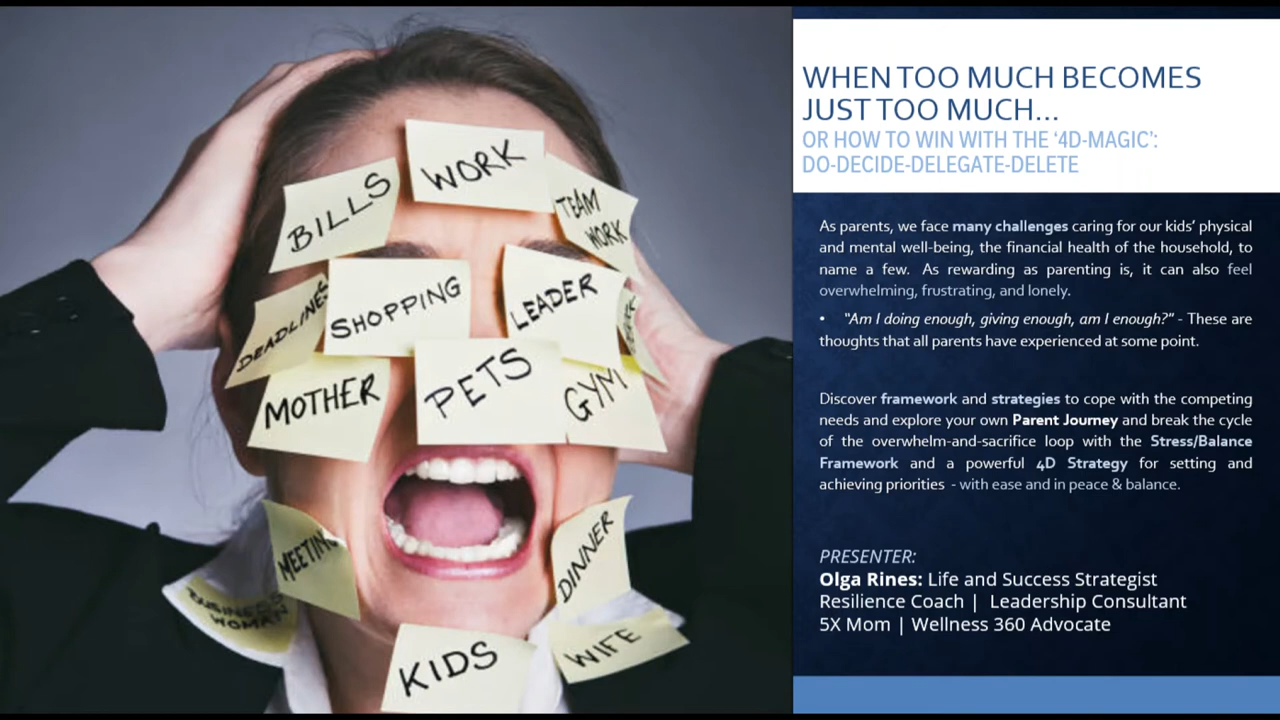 WORK
BILLS
TEAM
WORK
DEADLINES
SHOPPING
LEADER
MOTHER
PETS
GYM
MEETING
DINNER
BUSINESS
WOMAN
KIDS
WIFE
WHEN TOO MUCH BECOMES
JUST TOO MUCH...
OR HOW TO WIN WITH THE ‘4D-MAGIC’:
DO-DECIDE-DELEGATE-DELETE
As parents, we face many challenges caring for our kids’ physical
and mental well-being, the financial health of the household, to
name a few. As rewarding as parenting is, it can also feel
overwhelming, frustrating, and lonely.
• “Am I doing enough, giving enough, am I enough?” - These are
thoughts that all parents have experienced at some point.
Discover framework and strategies to cope with the competing
needs and explore your own Parent Journey and break the cycle
of the overwhelm-and-sacrifice loop with the Stress/Balance
Framework and a powerful 4D Strategy for setting and
achieving priorities - with ease and in peace & balance.
PRESENTER:
Olga Rines: Life and Success Strategist
Resilience Coach | Leadership Consultant
5X Mom | Wellness 360 Advocate